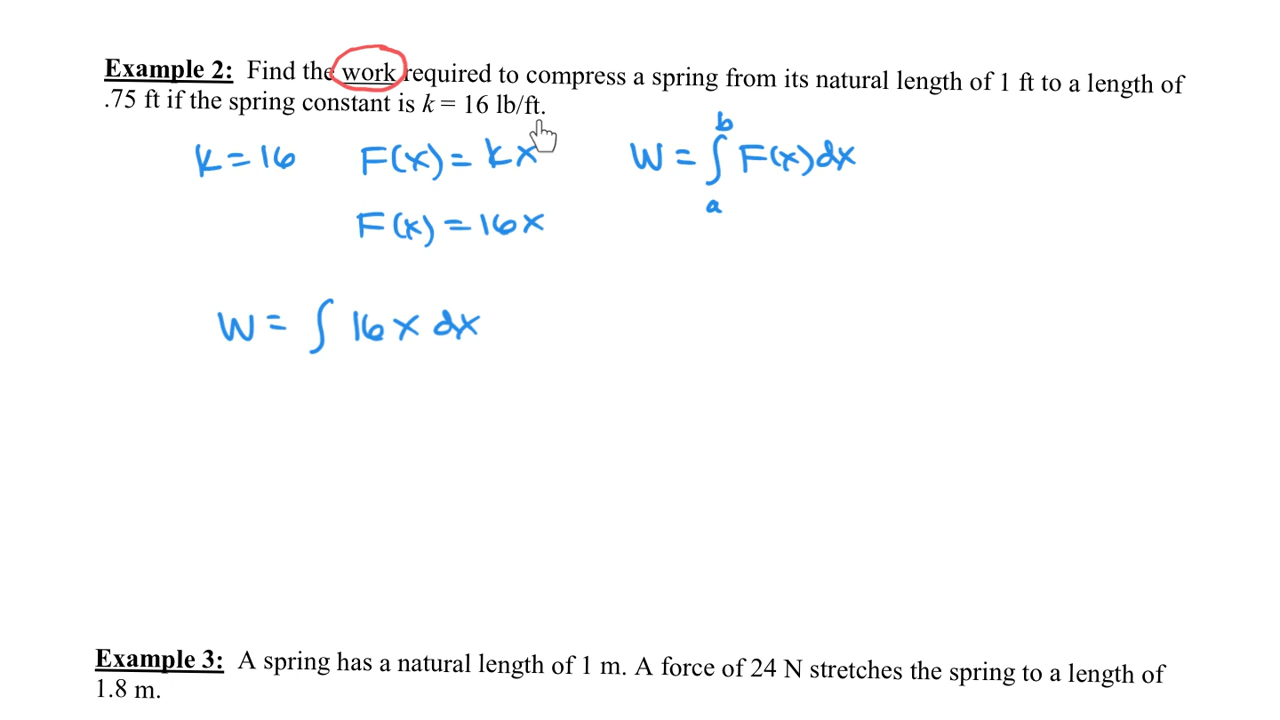 Example 2: Find the work required to compress a spring from its natural length of 1 ft to a length of
.75 ft if the spring constant is k = 16 lb/ft.
k = 16 F(x) = kx W = ∫ₐᵇ F(x) dx
F(x) = 16x
W = ∫ 16x dx
Example 3: A spring has a natural length of 1 m. A force of 24 N stretches the spring to a length of
1.8 m.